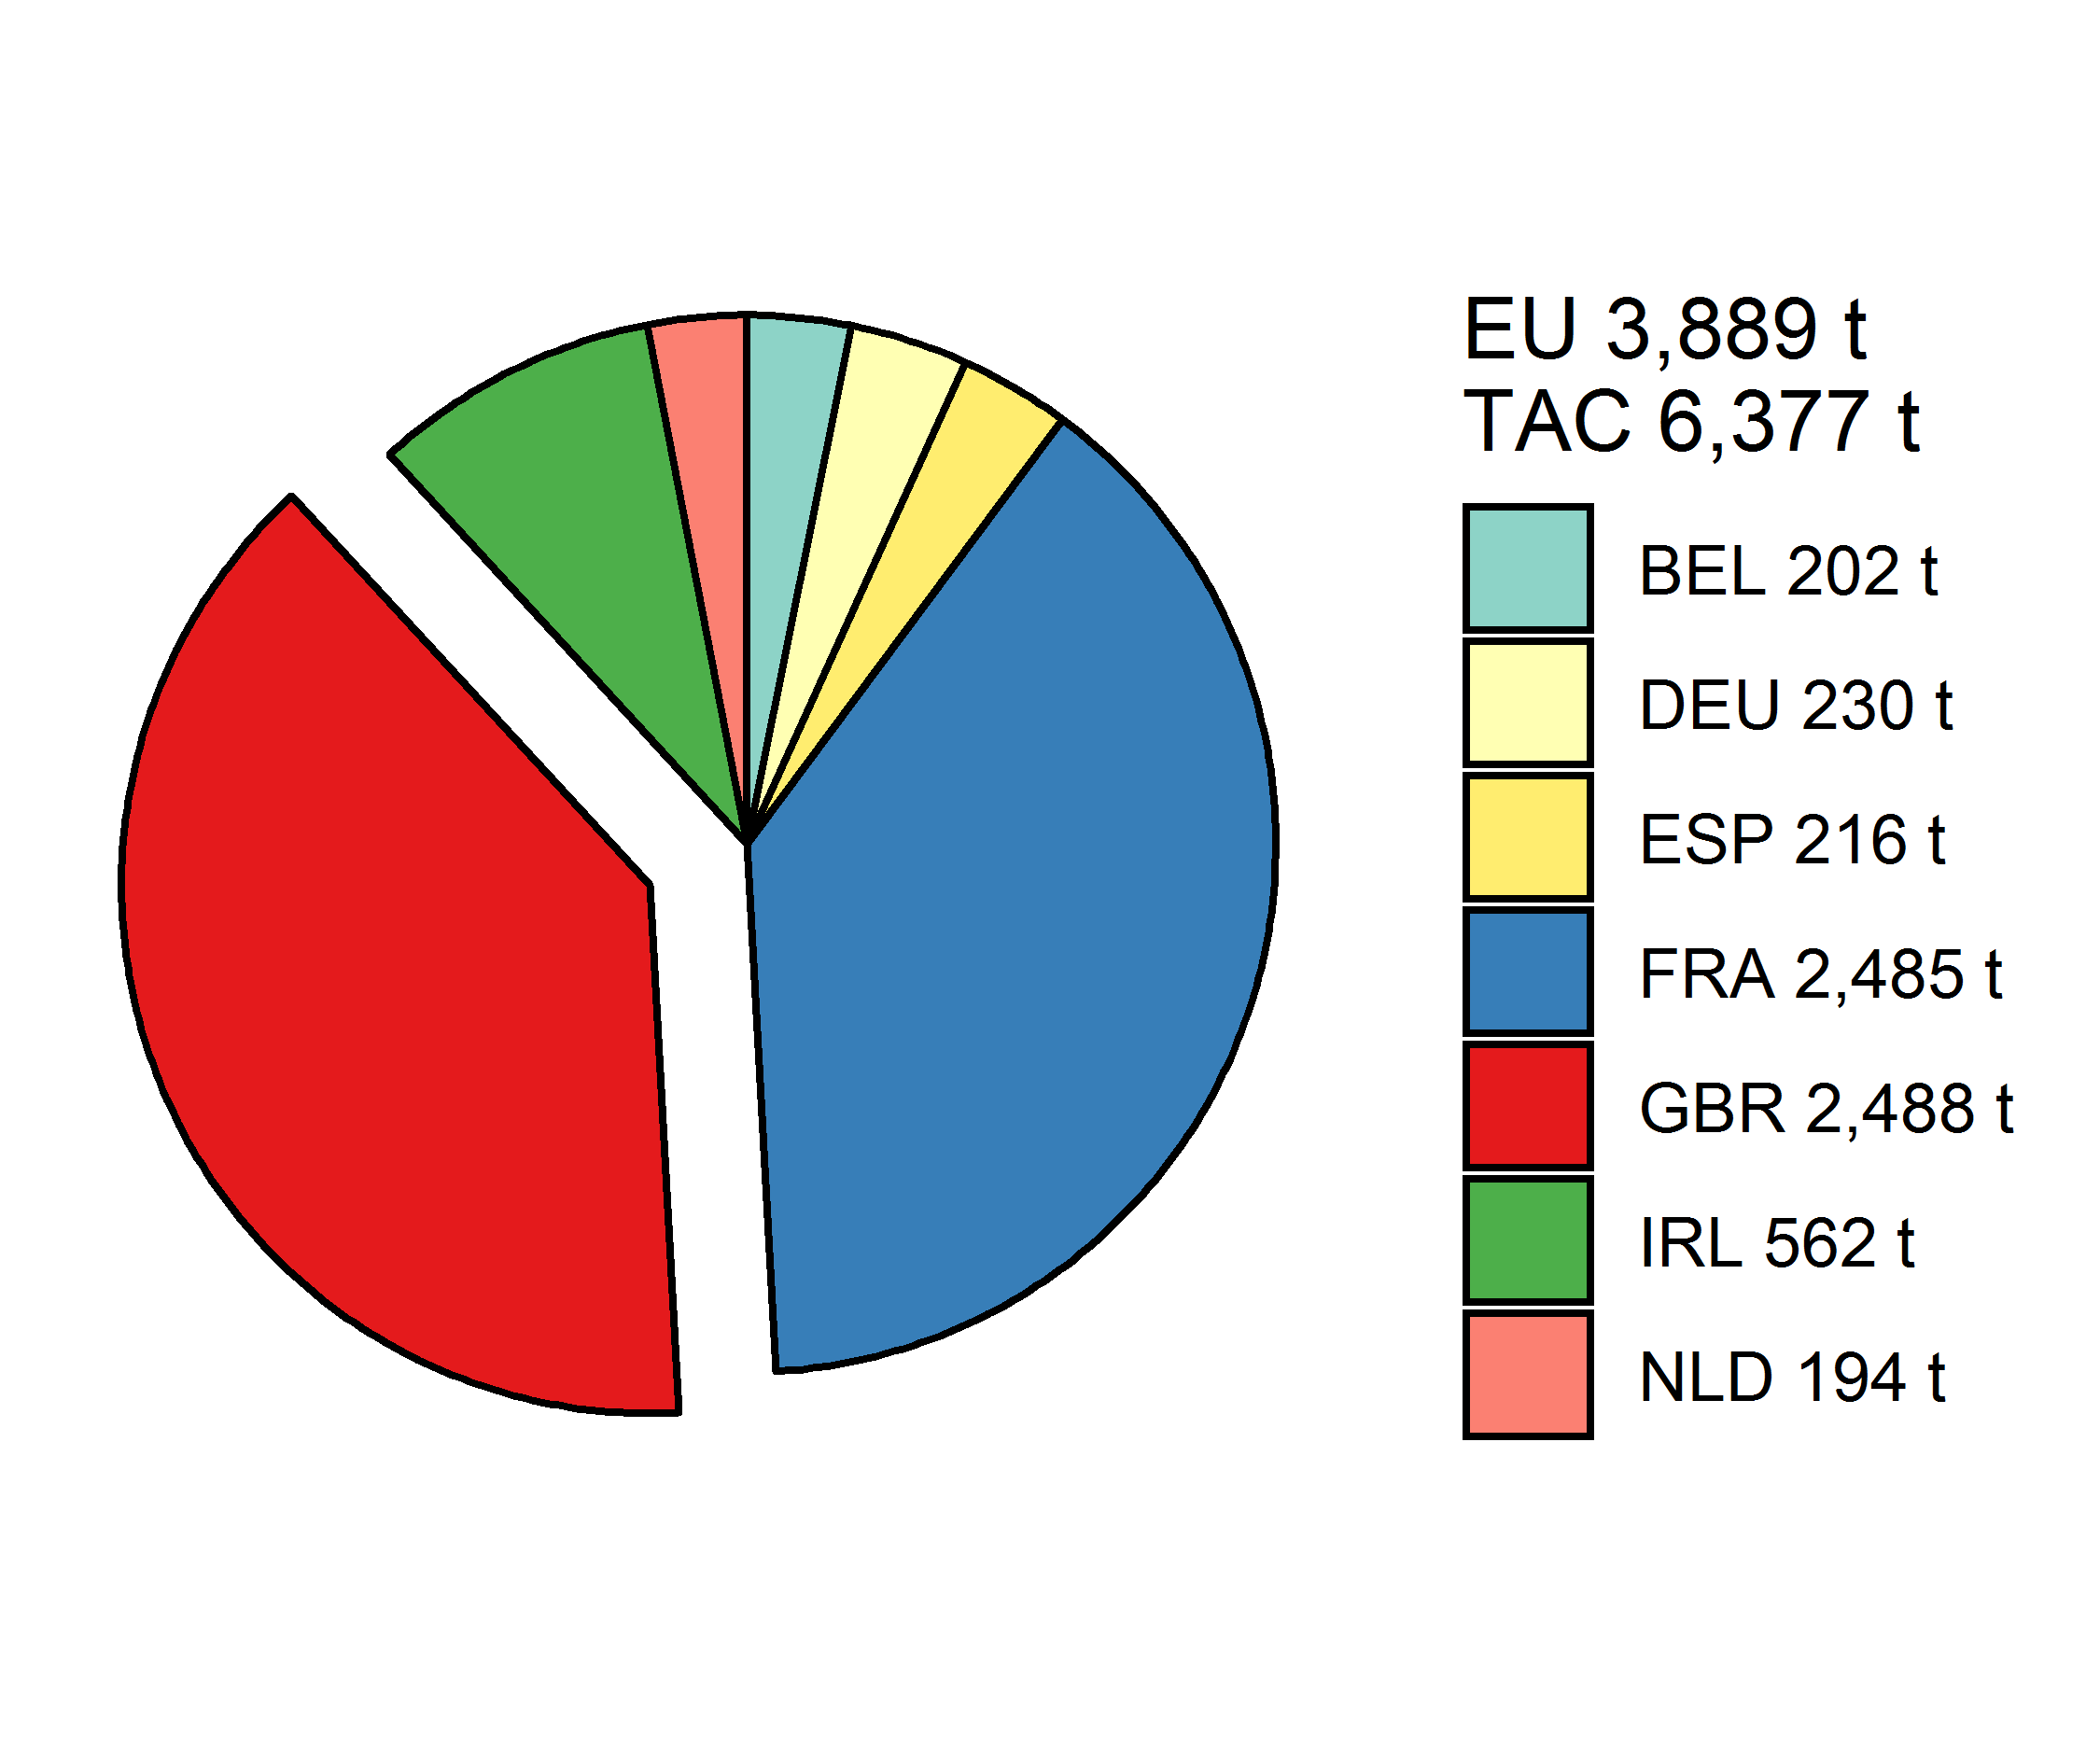 EU 3,889 t
TAC 6,377 t
BEL 202 t
DEU 230 t
ESP 216 t
FRA 2,485 t
GBR 2,488 t
IRL 562 t
NLD 194 t